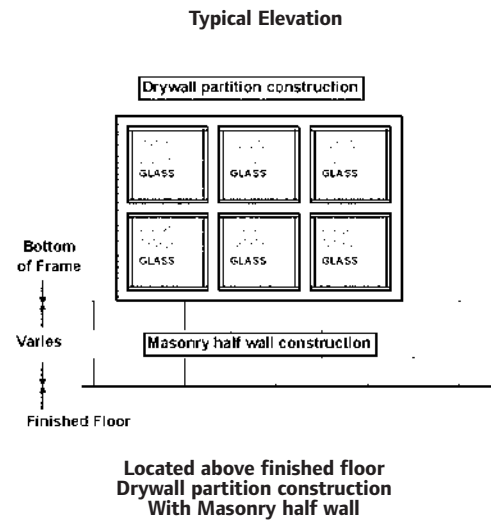 Typical Elevation
Drywall partition construction
GLASS GLASS GLASS
GLASS GLASS GLASS
Bottom
of Frame
Varies
Masonry half wall construction
Finished Floor
Located above finished floor
Drywall partition construction
With Masonry half wall